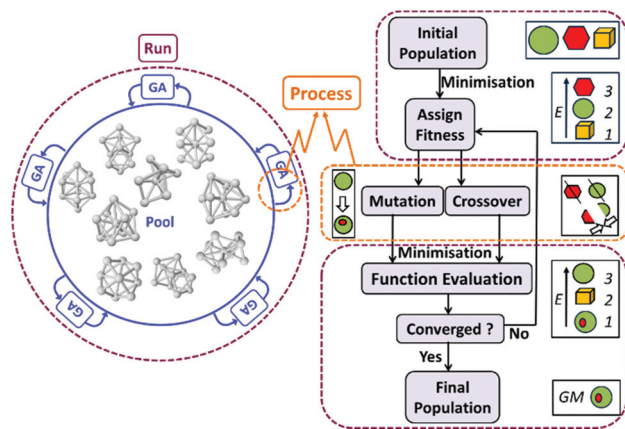 Run
GA
GA
GA
GA
GA
Pool
Process
Initial
Population
Minimisation
Assign
Fitness
E
3
2
1
Mutation
Crossover
Minimisation
Function Evaluation
Converged ?
No
Yes
Final
Population
E
3
2
1
GM